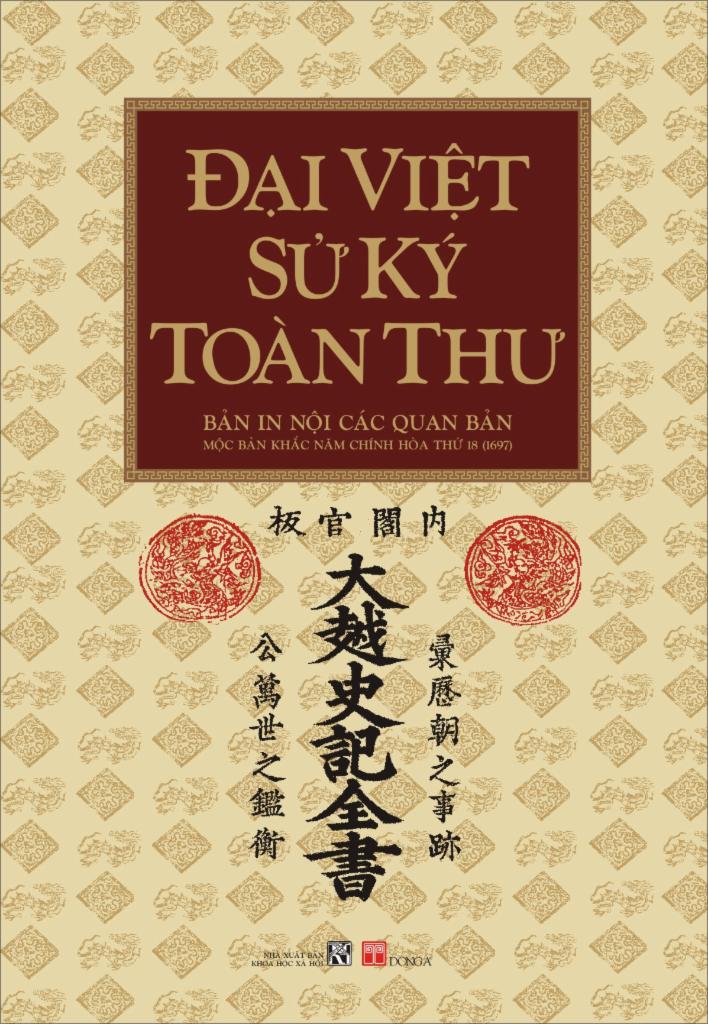 ĐẠI VIỆT
SỬ KÝ
TOÀN THƯ
BẢN IN NỘI CÁC QUAN BẢN
MỘC BẢN KHẮC NĂM CHÍNH HÒA THỨ 18 (1697)
內閣官板
彙歷朝之事跡
大越史記全書
公萬世之鑑衡
NHÀ XUẤT BẢN
KHOA HỌC XÃ HỘI
ĐÔNG A